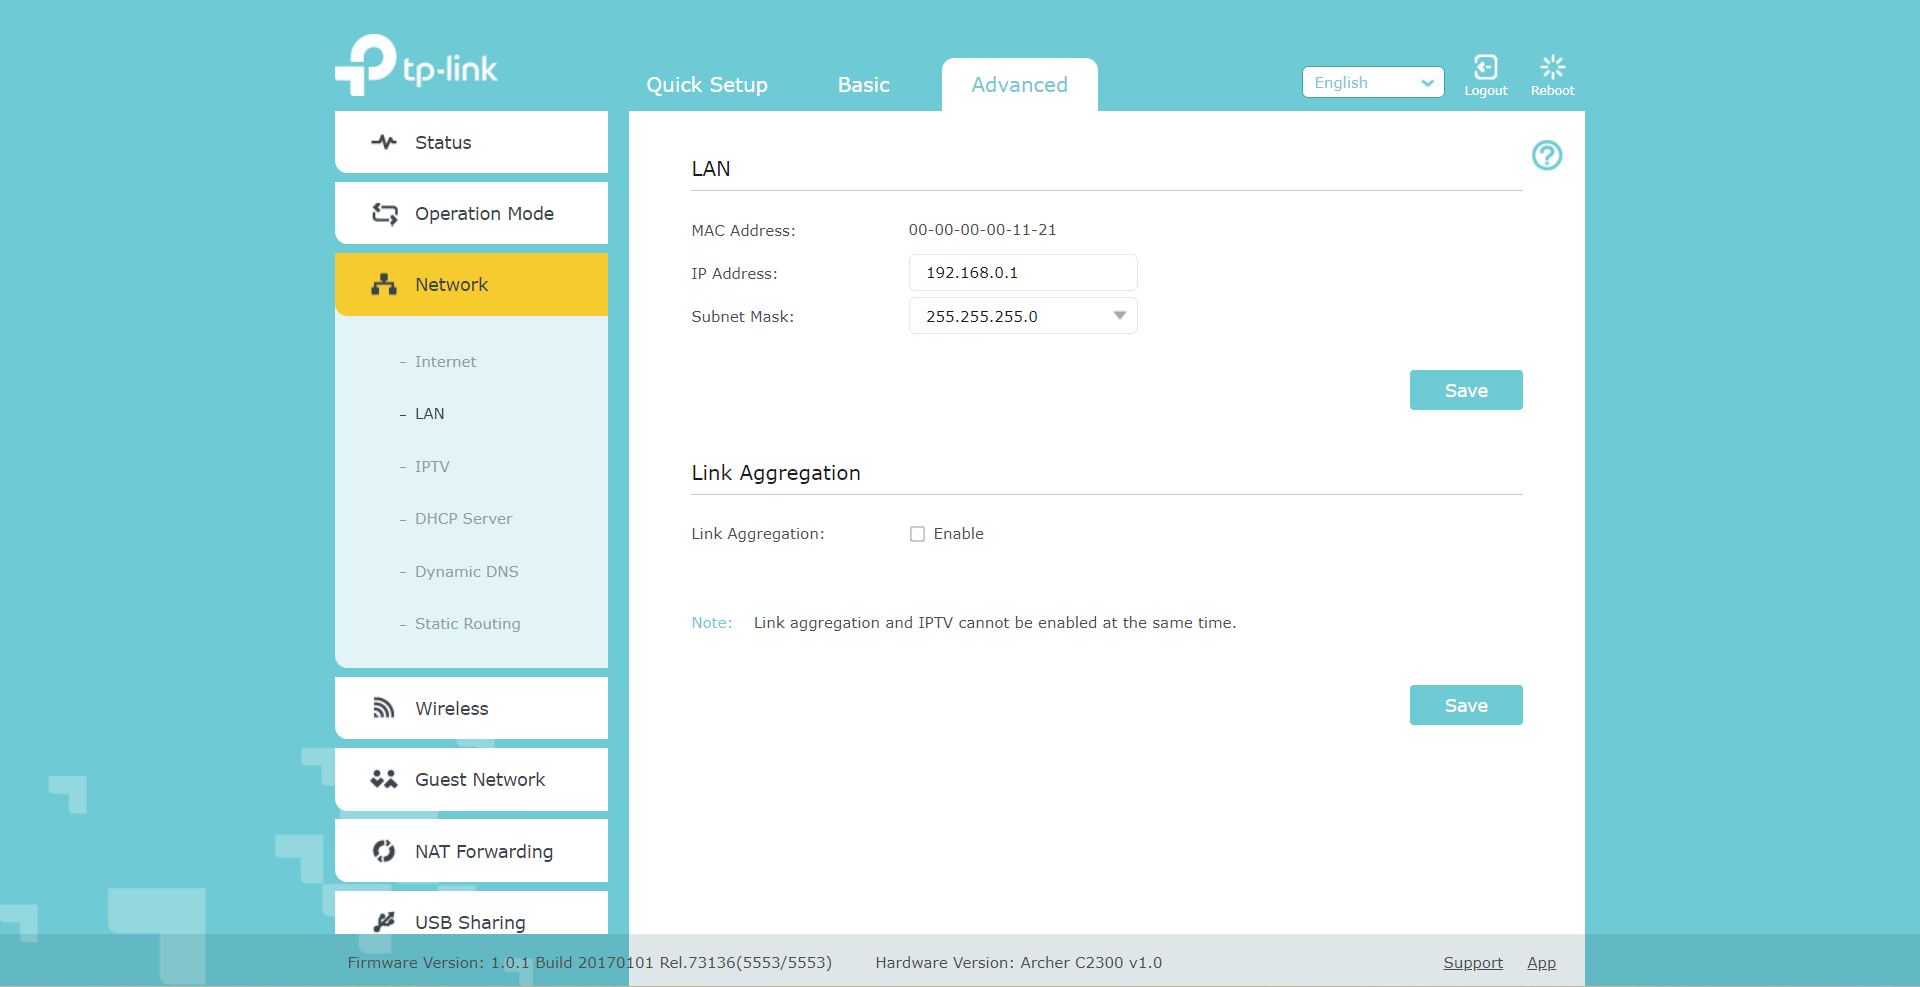 tp-link
Quick Setup Basic Advanced
English
Logout Reboot
Status
Operation Mode
Network
- Internet
- LAN
- IPTV
- DHCP Server
- Dynamic DNS
- Static Routing
Wireless
Guest Network
NAT Forwarding
USB Sharing
LAN
MAC Address: 00-00-00-00-11-21
IP Address: 192.168.0.1
Subnet Mask: 255.255.255.0
Save
Link Aggregation
Link Aggregation: Enable
Note: Link aggregation and IPTV cannot be enabled at the same time.
Save
Firmware Version: 1.0.1 Build 20170101 Rel.73136(5553/5553) Hardware Version: Archer C2300 v1.0 Support App